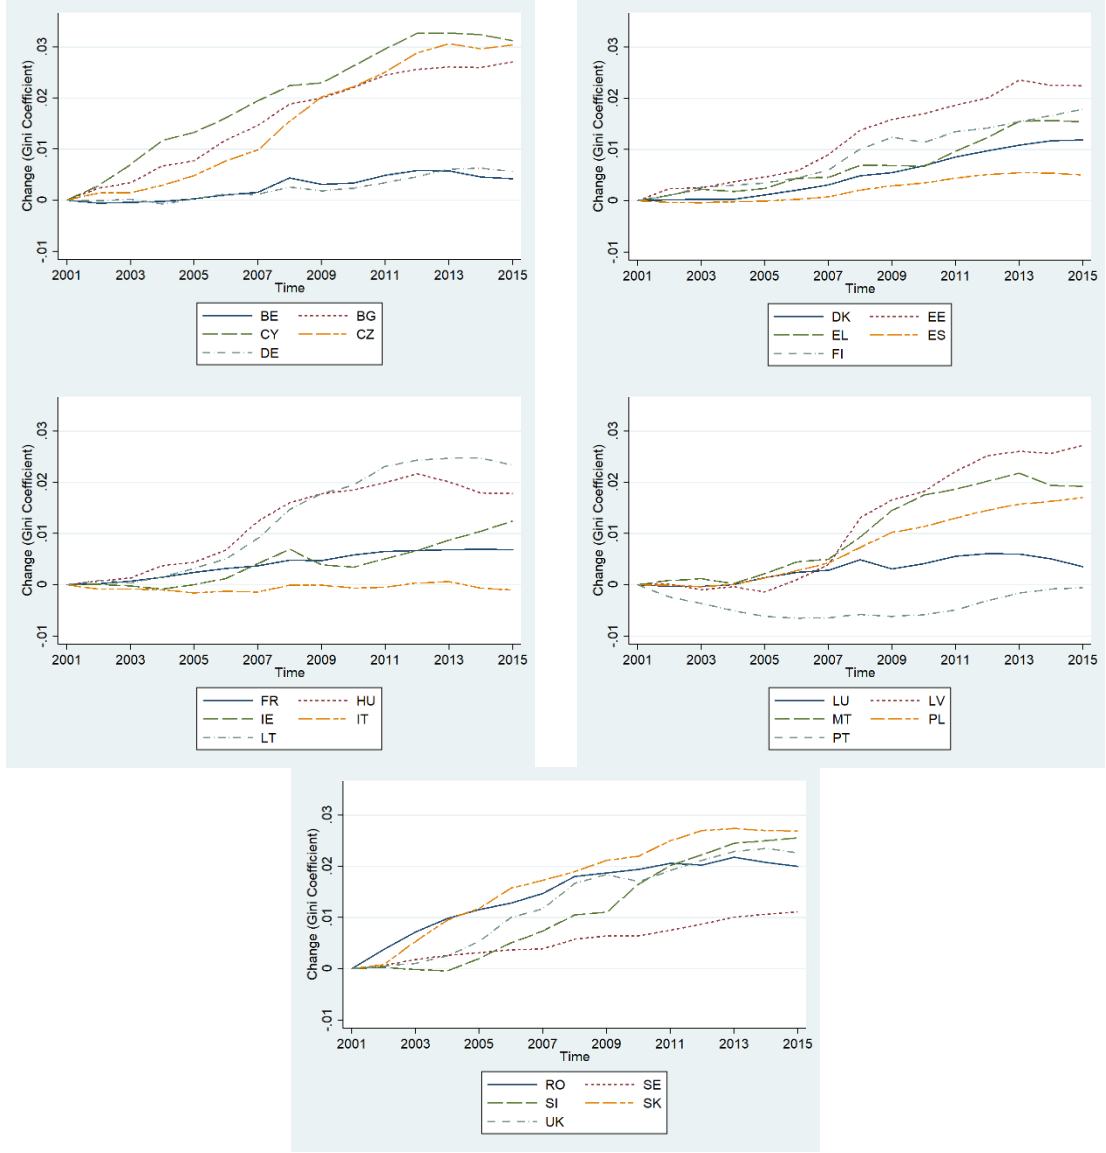 Change (Gini Coefficient)
.03
.02
.01
0
-.01
2001 2003 2005 2007 2009 2011 2013 2015
Time
BE BG
CY CZ
DE
Change (Gini Coefficient)
.03
.02
.01
0
-.01
2001 2003 2005 2007 2009 2011 2013 2015
Time
DK EE
EL ES
FI
Change (Gini Coefficient)
.03
.02
.01
0
-.01
2001 2003 2005 2007 2009 2011 2013 2015
Time
FR HU
IE IT
LT
Change (Gini Coefficient)
.03
.02
.01
0
-.01
2001 2003 2005 2007 2009 2011 2013 2015
Time
LU LV
MT PL
PT
Change (Gini Coefficient)
.03
.02
.01
0
-.01
2001 2003 2005 2007 2009 2011 2013 2015
Time
RO SE
SI SK
UK